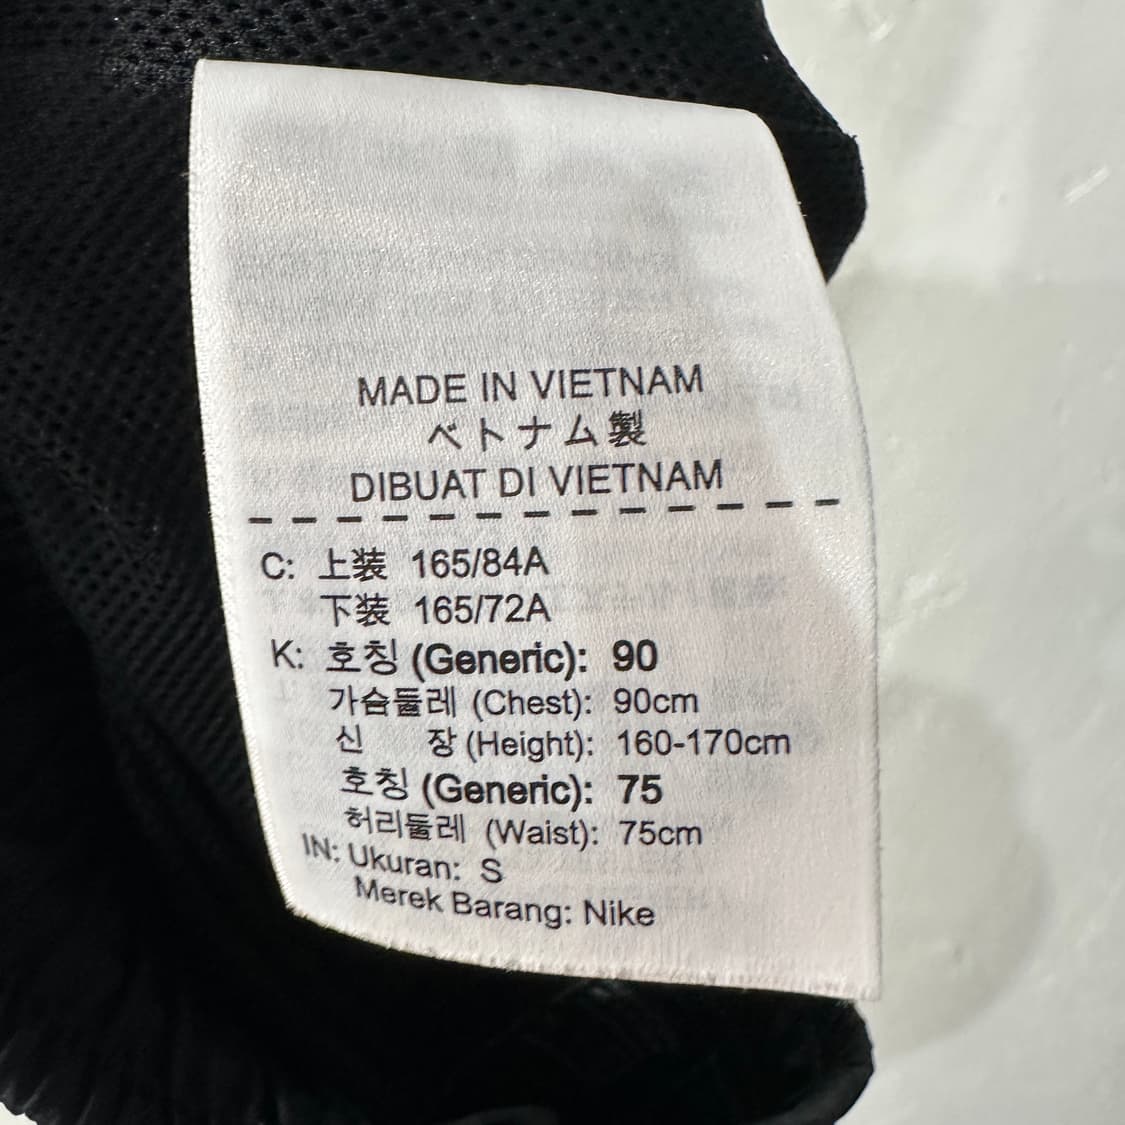 MADE IN VIETNAM
ベトナム製
DIBUAT DI VIETNAM
C: 上装 165/84A
下装 165/72A
K: 호칭 (Generic): 90
가슴둘레 (Chest): 90cm
신 장 (Height): 160-170cm
호칭 (Generic): 75
허리둘레 (Waist): 75cm
IN: Ukuran: S
Merek Barang: Nike